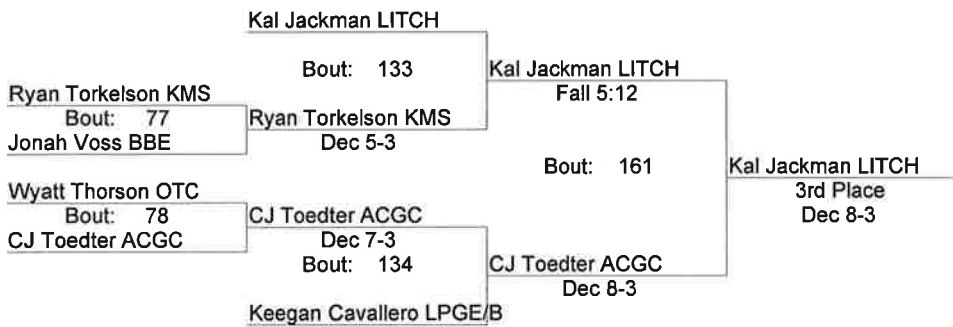 Kal Jackman LITCH
Bout: 133
Kal Jackman LITCH
Fall 5:12
Ryan Torkelson KMS
Bout: 77
Jonah Voss BBE
Ryan Torkelson KMS
Dec 5-3
Bout: 161
Kal Jackman LITCH
3rd Place
Dec 8-3
Wyatt Thorson OTC
Bout: 78
CJ Toedter ACGC
CJ Toedter ACGC
Dec 7-3
Bout: 134
CJ Toedter ACGC
Dec 8-3
Keegan Cavallero LPGE/B